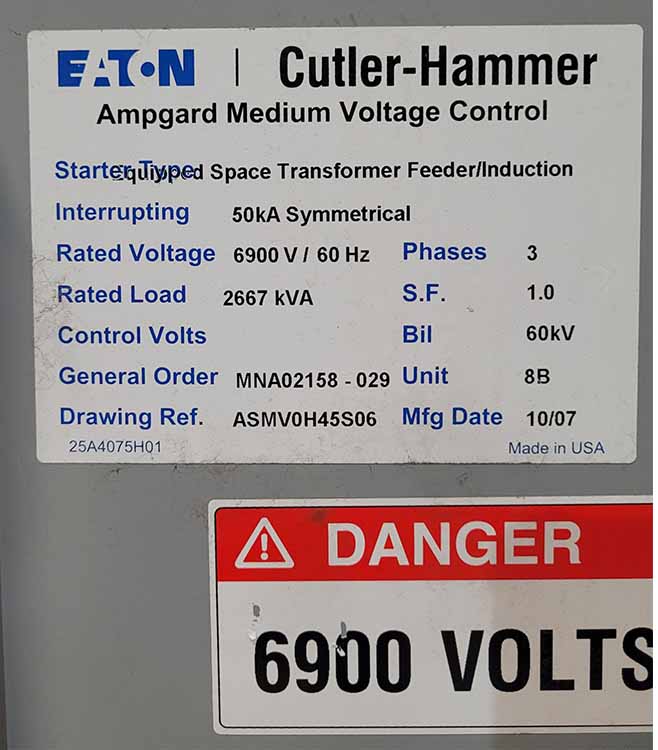 EATON | Cutler-Hammer
Ampgard Medium Voltage Control
Starter Type Equipped Space Transformer Feeder/Induction
Interrupting 50kA Symmetrical
Rated Voltage 6900 V / 60 Hz Phases 3
Rated Load 2667 kVA S.F. 1.0
Control Volts Bil 60kV
General Order MNA02158 - 029 Unit 8B
Drawing Ref. ASMV0H45S06 Mfg Date 10/07
25A4075H01 Made in USA
DANGER
6900 VOLTS